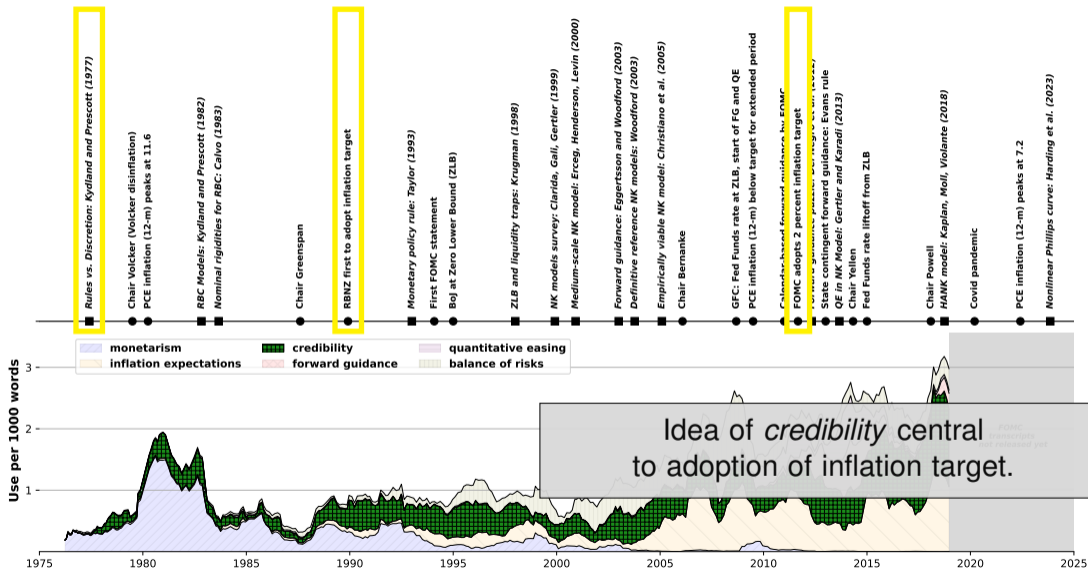 Rules vs. Discretion: Kydland and Prescott (1977)
Chair Volcker (Volcker disinflation)
PCE inflation (12-m) peaks at 11.6
RBC Models: Kydland and Prescott (1982)
Nominal rigidities for RBC: Calvo (1983)
Chair Greenspan
RBNZ first to adopt inflation target
Monetary policy rule: Taylor (1993)
First FOMC statement
BoJ at Zero Lower Bound (ZLB)
ZLB and liquidity traps: Krugman (1998)
NK models survey: Clarida, Gali, Gertler (1999)
Medium-scale NK model: Erceg, Henderson, Levin (2000)
Forward guidance: Eggertsson and Woodford (2003)
Definitive reference NK model: Woodford (2003)
Empirically viable NK model: Christiano et al. (2005)
Chair Bernanke
GFC: Fed Funds rate at ZLB, start of FG and QE
PCE inflation (12-m) below target for extended period
Calendar-based forward guidance by FOMC
FOMC adopts 2 percent inflation target
State contingent forward guidance: Evans rule
QE in NK Model: Gertler and Karadi (2013)
Chair Yellen
Fed Funds rate liftoff from ZLB
Chair Powell
HANK model: Kaplan, Moll, Violante (2018)
Covid pandemic
PCE inflation (12-m) peaks at 7.2
Nonlinear Phillips curve: Harding et al. (2023)
monetarism
credibility
quantitative easing
inflation expectations
forward guidance
balance of risks
Use per 1000 words
3
2
1
Idea of credibility central
to adoption of inflation target.
1975 1980 1985 1990 1995 2000 2005 2010 2015 2020 2025